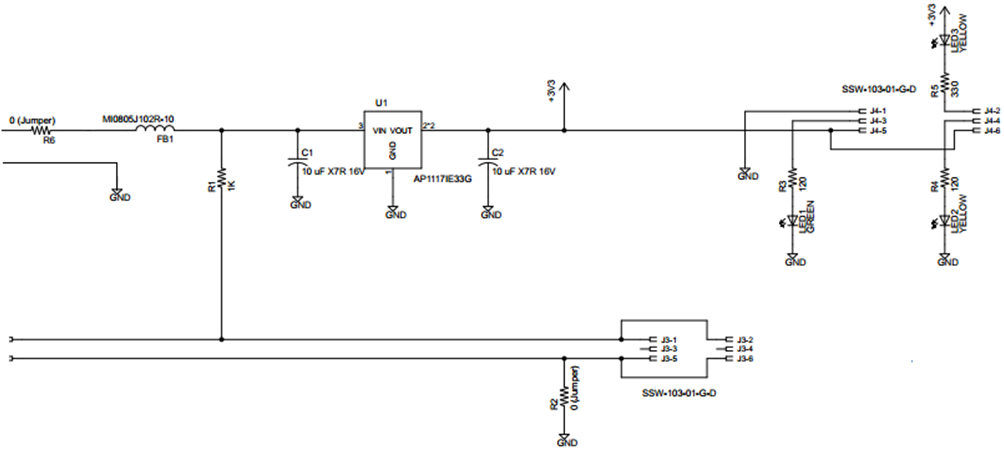 +3V3
LED3
YELLOW
R5
330
SSW-103-01-G-D
J4-1
J4-3
J4-5
J4-2
J4-4
J4-6
+3V3
U1
0 (Jumper)
R6
MI0805J102R-10
FB1
3
VIN VOUT
2*2
GND
1
AP1117IE33G
C1
10 uF X7R 16V
GND
C2
10 uF X7R 16V
GND
GND
GND
R1
1K
GND
R3
120
LED1
GREEN
GND
R4
120
LED2
YELLOW
GND
J3-1
J3-3
J3-5
J3-2
J3-4
J3-6
SSW-103-01-G-D
R2
0 (Jumper)
GND